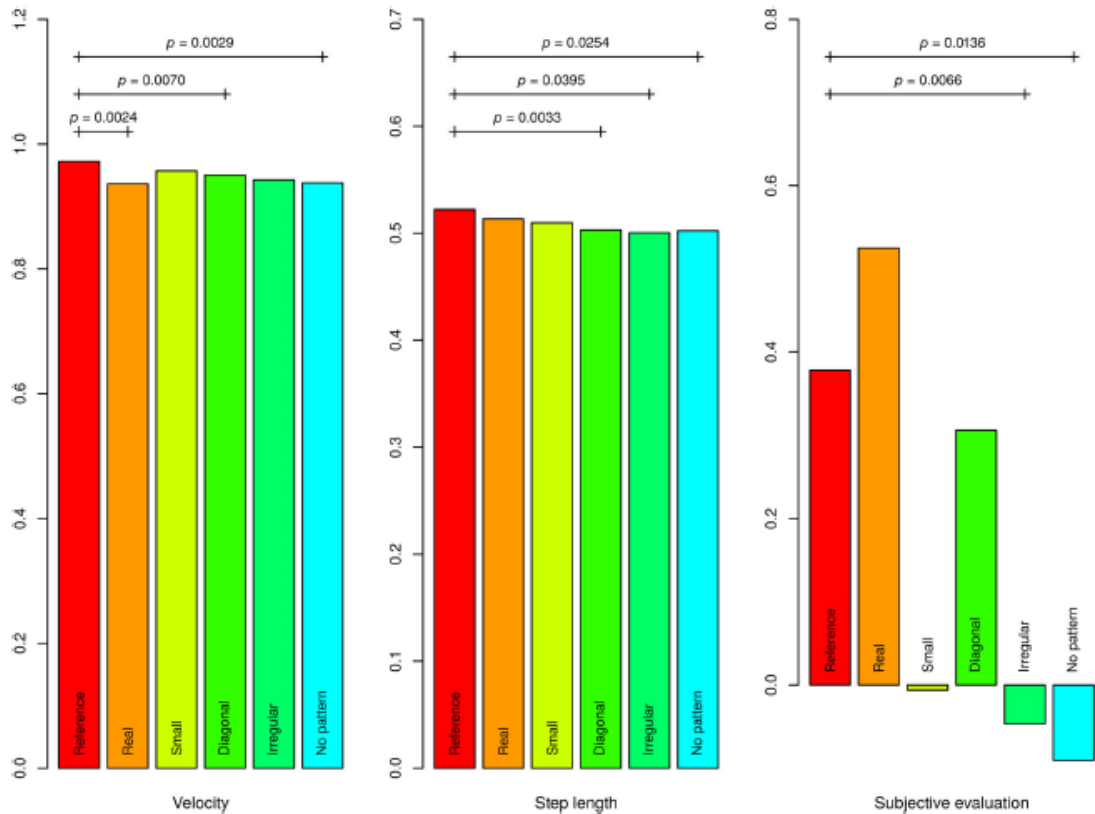 1.2
1.0
0.8
0.6
0.4
0.2
0.0
p = 0.0029
p = 0.0070
p = 0.0024
Reference
Real
Small
Diagonal
Irregular
No pattern
Velocity
0.7
0.6
0.5
0.4
0.3
0.2
0.1
0.0
p = 0.0254
p = 0.0395
p = 0.0033
Reference
Real
Small
Diagonal
Irregular
No pattern
Step length
0.8
0.6
0.4
0.2
0.0
p = 0.0136
p = 0.0066
Reference
Real
Small
Diagonal
Irregular
No pattern
Subjective evaluation